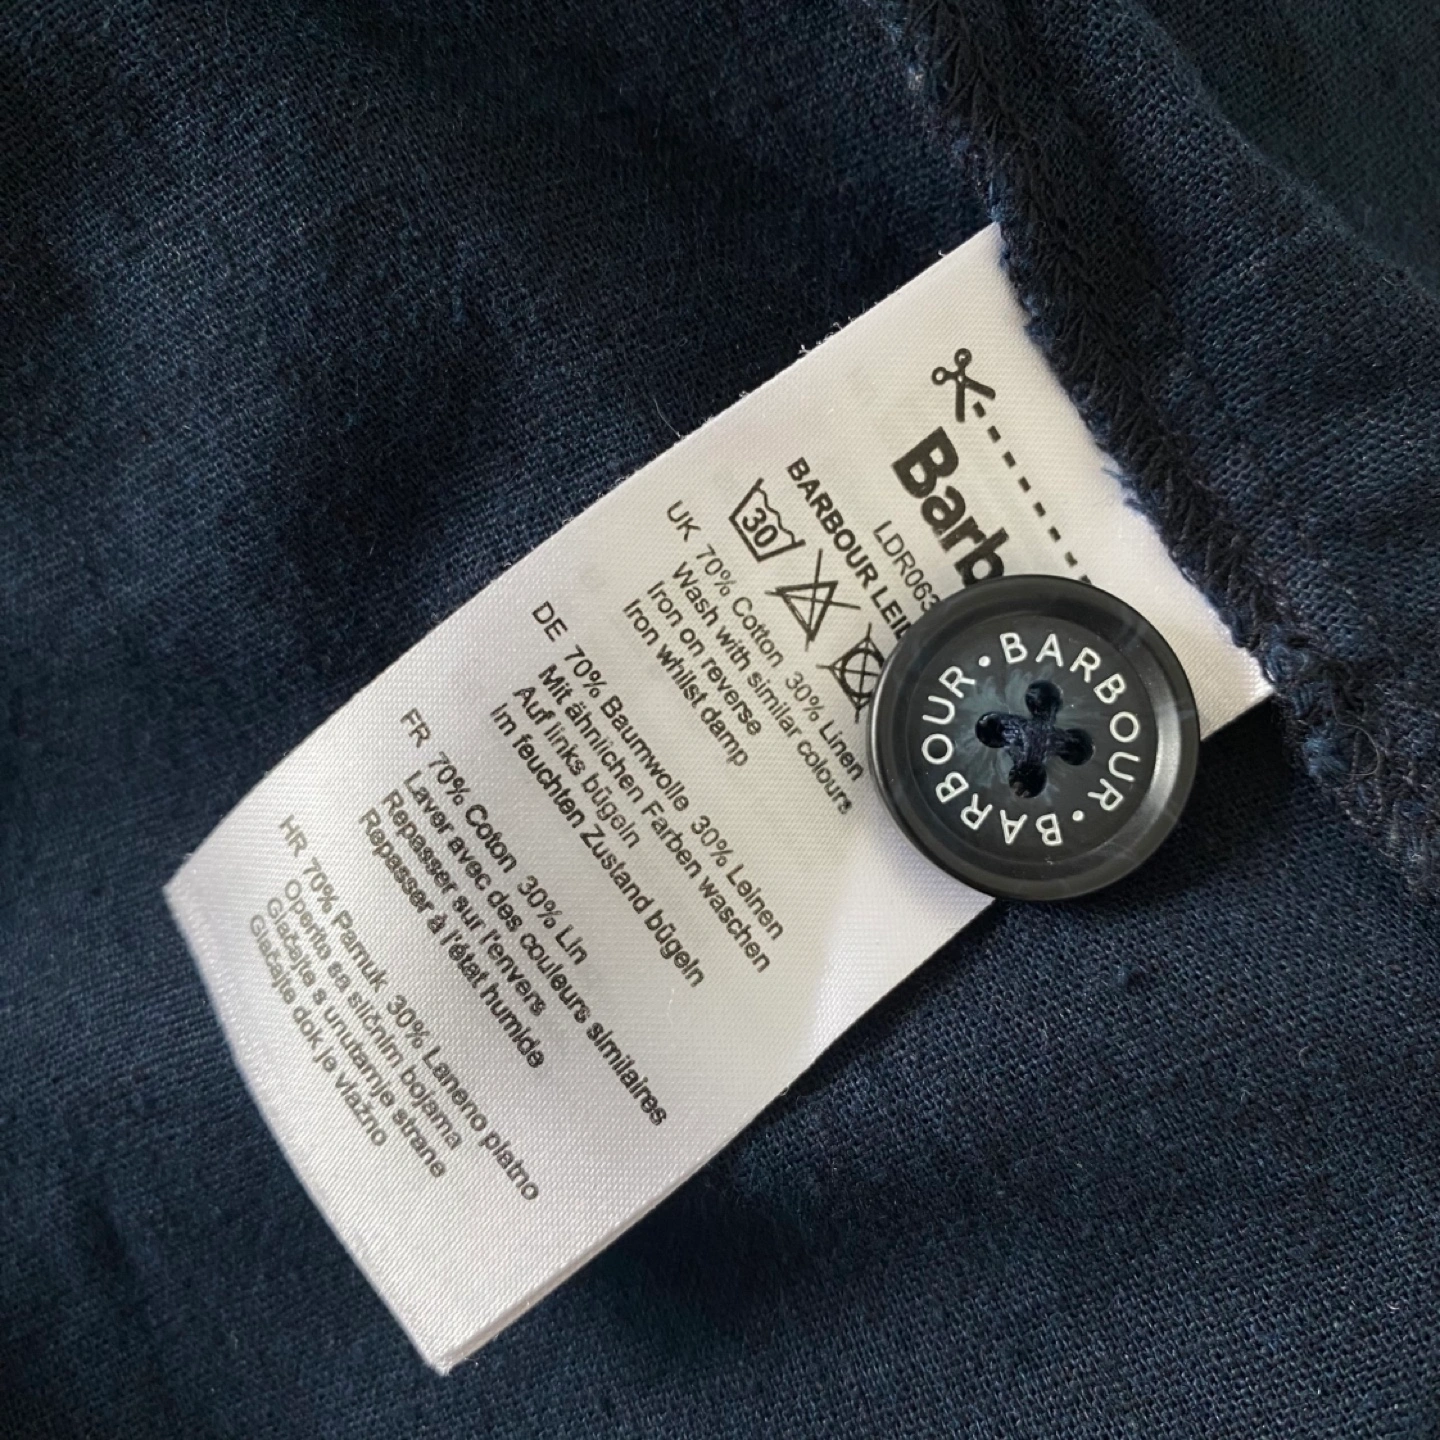 Barb
LDR063
BARBOUR LEI
30
UK 70% Cotton 30% Linen
Wash with similar colours
Iron on reverse
Iron whilst damp
DE 70% Baumwolle 30% Leinen
Mit ähnlichen Farben waschen
Auf links bügeln
Im feuchten Zustand bügeln
FR 70% Coton 30% Lin
Laver avec des couleurs similaires
Repasser sur l'envers
Repasser à l'état humide
HR 70% Pamuk 30% Laneno platno
Operito sa sličnim bojama
Glačajte s unutarnje strane
Glačajte dok je vlažno
BARBOUR • BARBOUR •